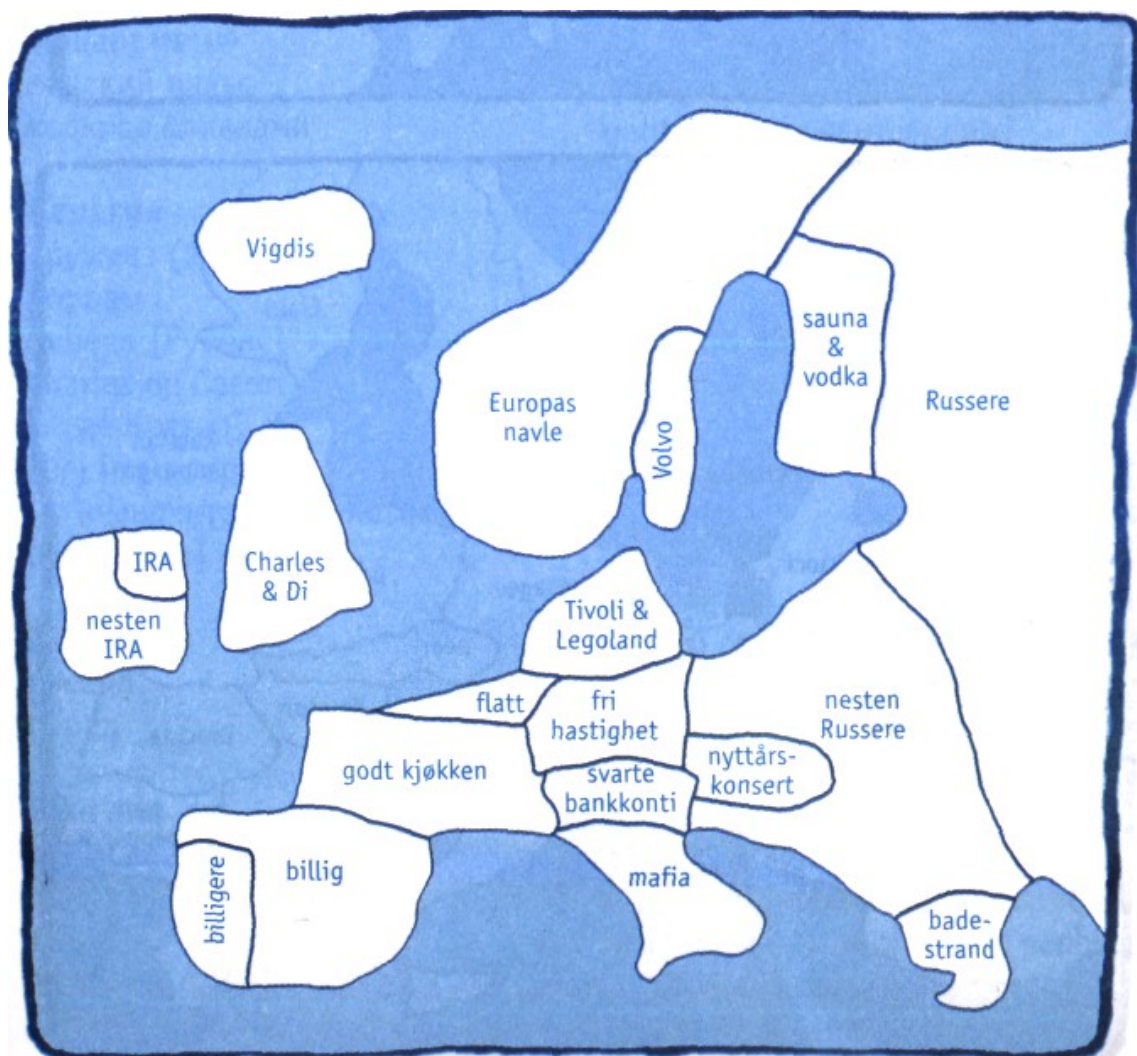 Vigdis
sauna
&
vodka
Europas
navle
Russere
Volvo
IRA
nesten
IRA
Charles
& Di
Tivoli &
Legoland
flatt
fri
hastighet
nesten
Russere
godt kjøkken
svarte
bankkonti
nyttårs-
konsert
billigere
billig
mafia
bade-
strand